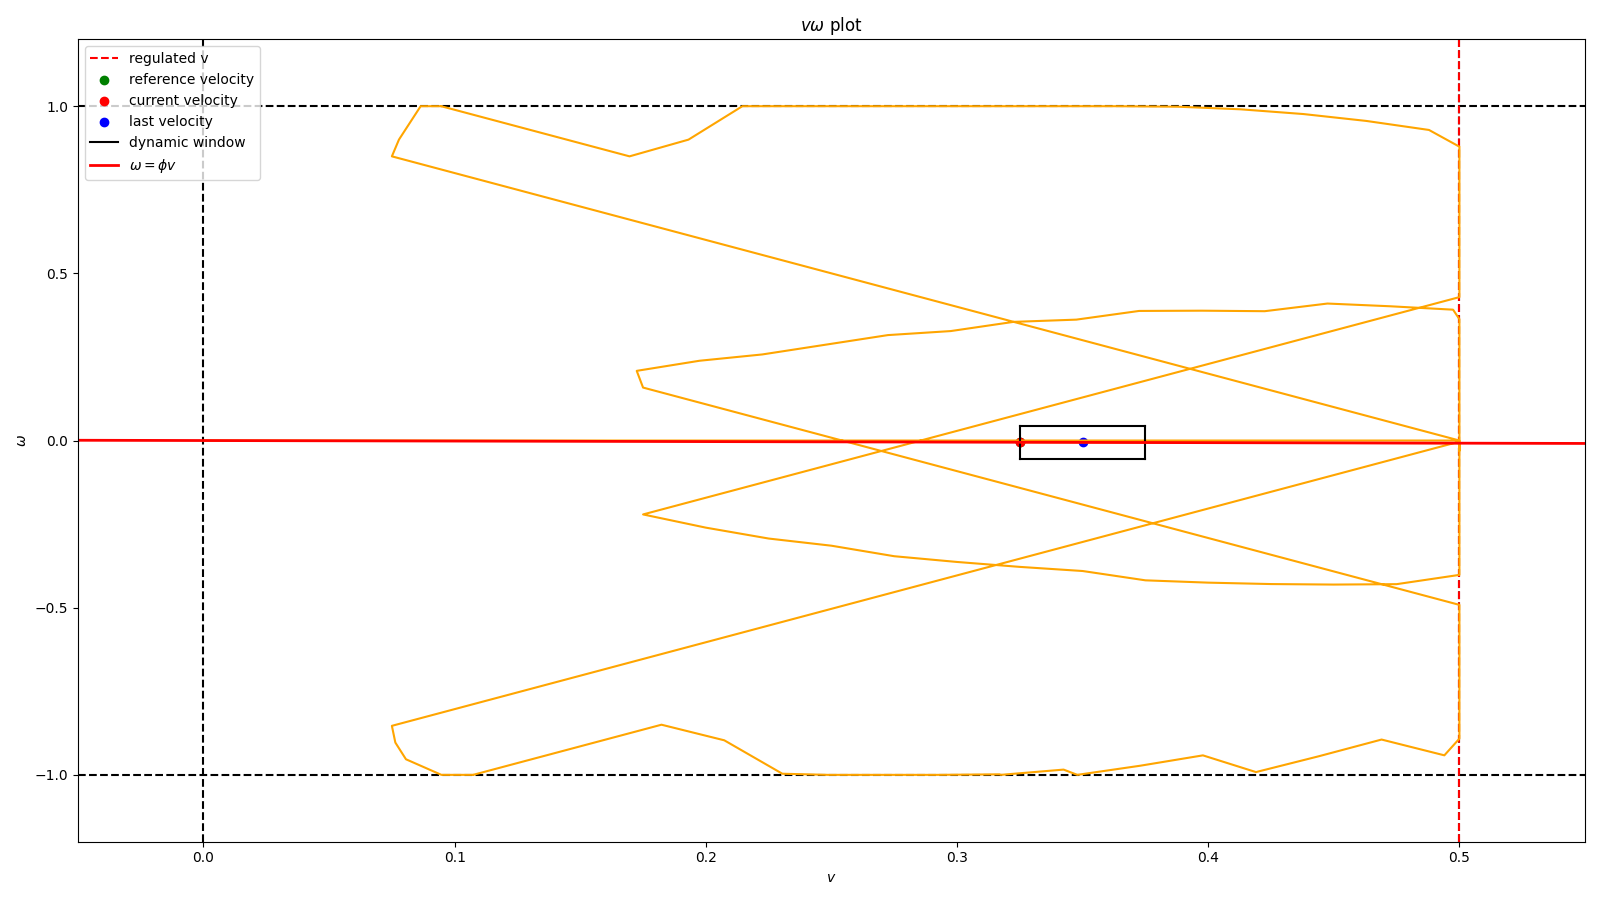 vω plot
regulated v
reference velocity
current velocity
last velocity
dynamic window
ω = ϕv
1.0
0.5
0.0
−0.5
−1.0
ω
0.0 0.1 0.2 0.3 0.4 0.5
v